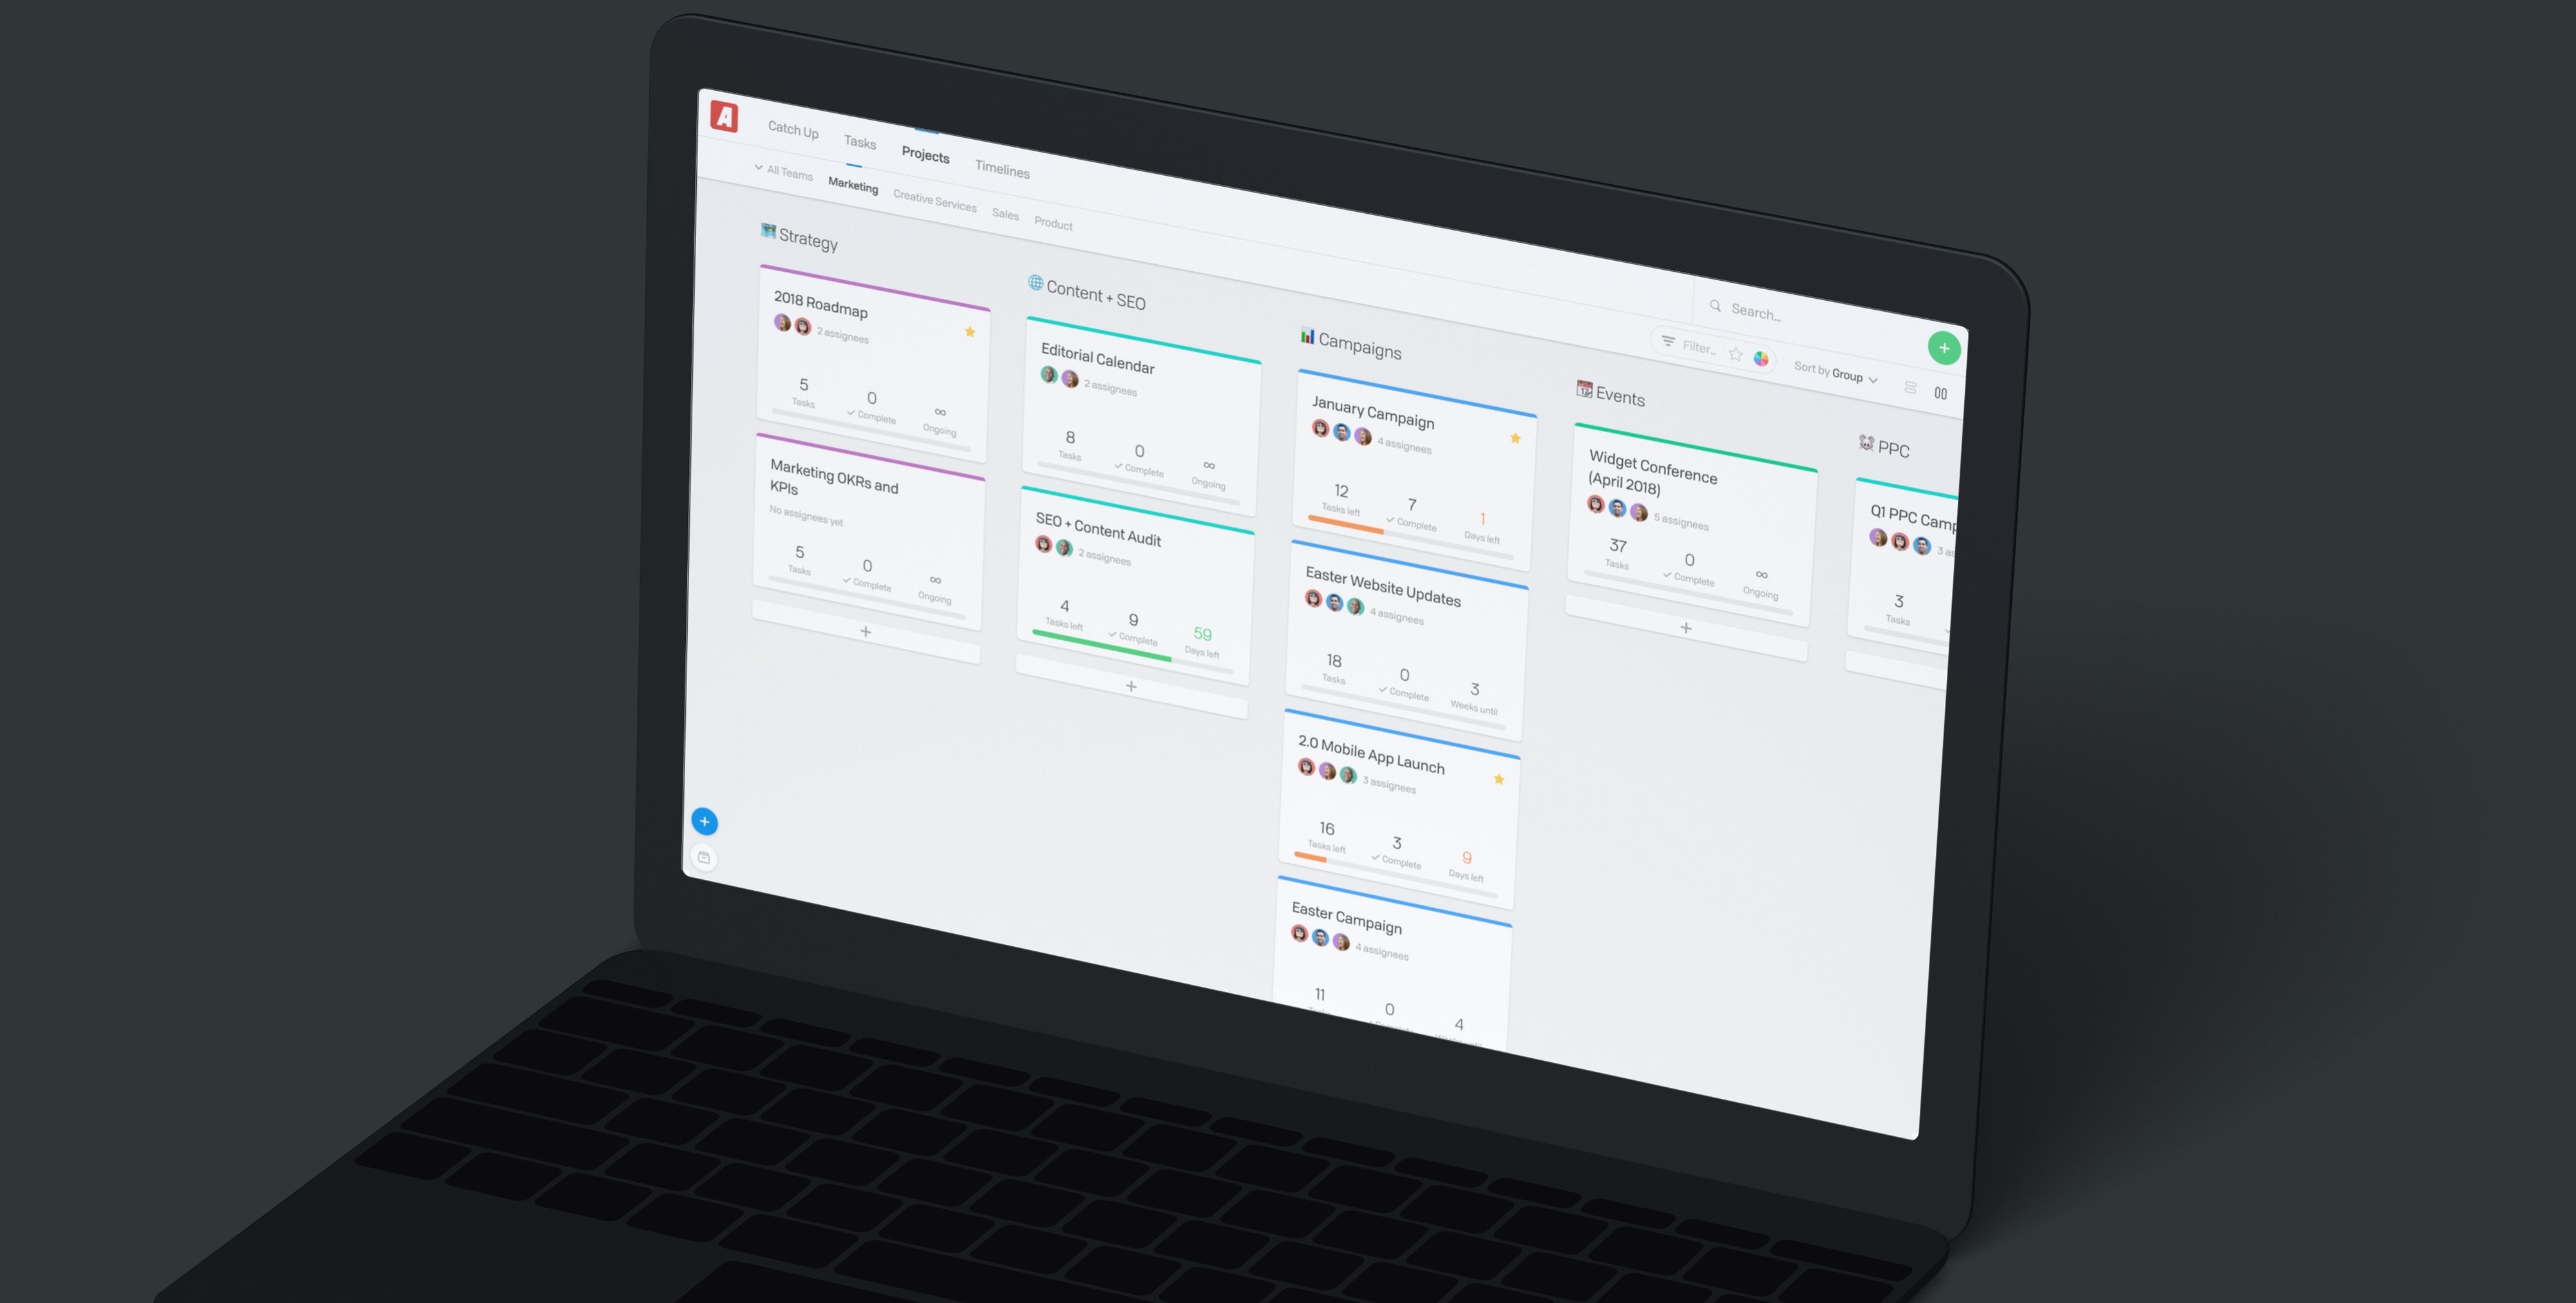 A
Catch Up
Tasks
Projects
Timelines
Search...
All Teams
Marketing
Creative Services
Sales
Product
Filter...
Sort by Group
Strategy
2018 Roadmap
2 assignees
5
Tasks
0
Complete
∞
Ongoing
Marketing OKRs and
KPIs
No assignees yet
5
Tasks
0
Complete
∞
Ongoing
+
Content + SEO
Editorial Calendar
2 assignees
8
Tasks
0
Complete
∞
Ongoing
SEO + Content Audit
2 assignees
4
Tasks left
9
Complete
59
Days left
+
Campaigns
January Campaign
4 assignees
12
Tasks left
7
Complete
1
Days left
Easter Website Updates
4 assignees
18
Tasks
0
Complete
3
Weeks until
2.0 Mobile App Launch
3 assignees
16
Tasks left
3
Complete
9
Days left
Easter Campaign
4 assignees
11
0
4
Events
Widget Conference
(April 2018)
5 assignees
37
Tasks
0
Complete
∞
Ongoing
+
PPC
Q1 PPC Camp
3 as
3
Tasks